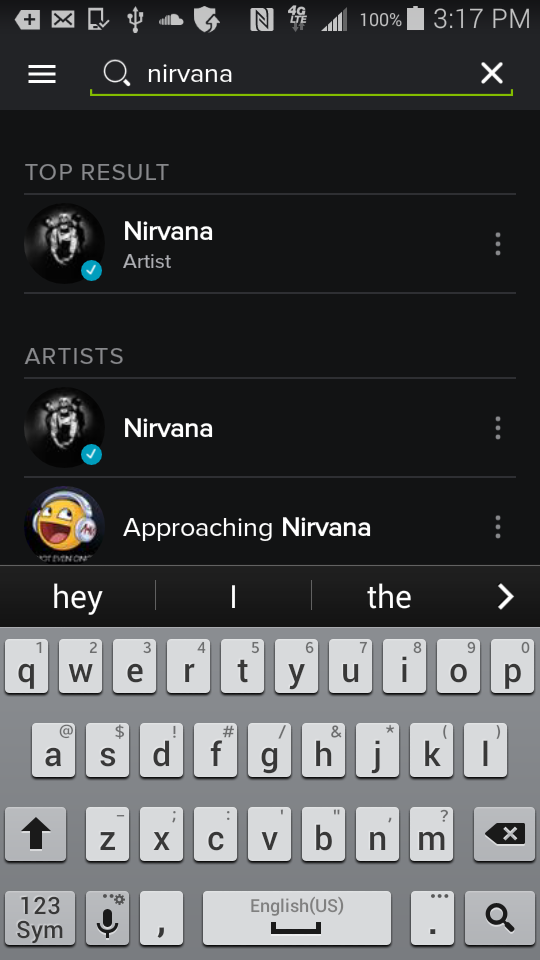 4G LTE 100% 3:17 PM
nirvana
TOP RESULT
Nirvana
Artist
ARTISTS
Nirvana
Approaching Nirvana
hey I the
1 2 3 4 5 6 7 8 9 0
q w e r t y u i o p
@ $ ! # / & * ( )
a s d f g h j k l
- ; : ' " , ?
z x c v b n m
123 Sym , English(US) .